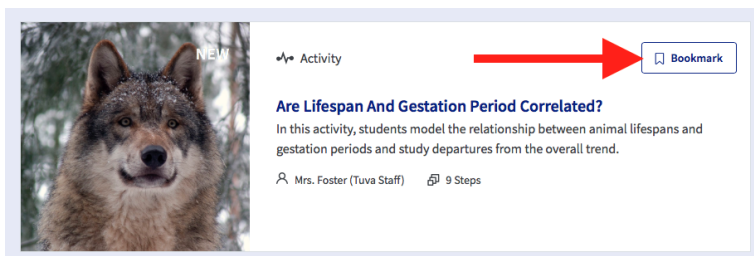 NEW
Activity
Bookmark
Are Lifespan And Gestation Period Correlated?
In this activity, students model the relationship between animal lifespans and
gestation periods and study departures from the overall trend.
Mrs. Foster (Tuva Staff) 9 Steps